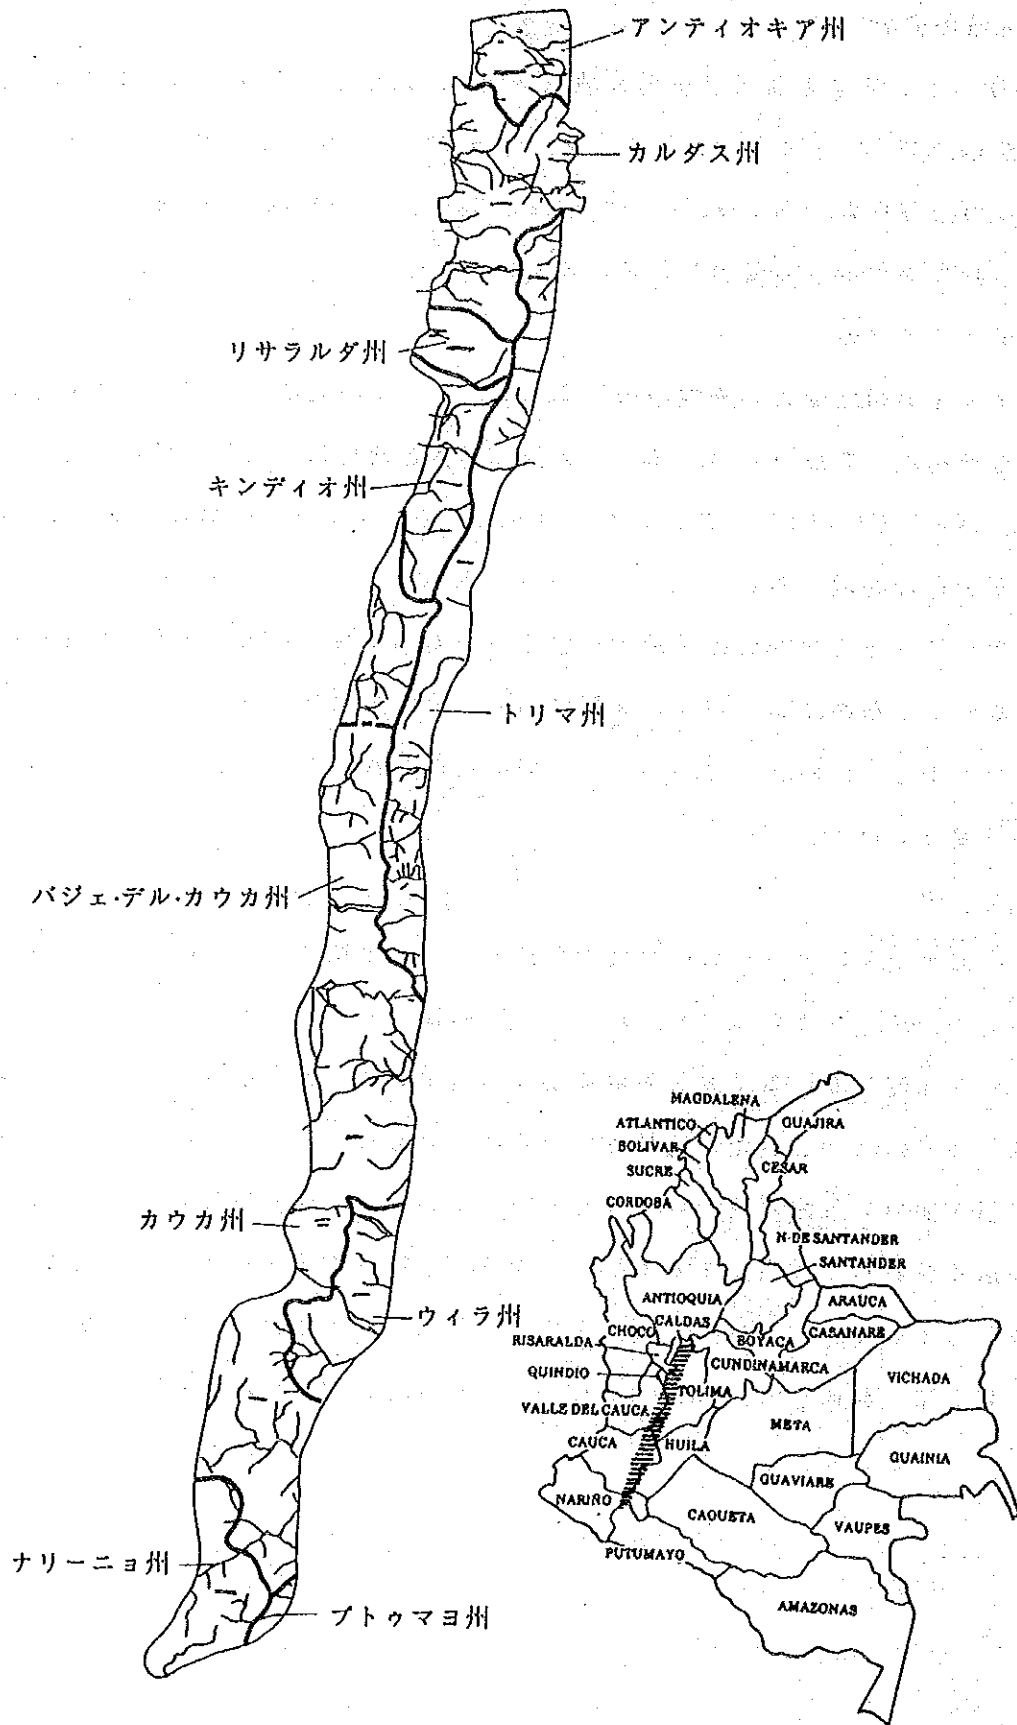 アンティオキア州
カルダス州
リサラルダ州
キンディオ州
トリマ州
バジェ・デル・カウカ州
カウカ州
ウィラ州
ナリーニョ州
プトゥマヨ州
MAGDALENA
ATLANTICO
GUAJIRA
BOLIVAR
SUCRE
CESAR
CORDOBA
N·DE SANTANDER
SANTANDER
ANTIOQUIA
ARAUCA
CALDAS
CHOCO
BOYACA
CASANARE
RISARALDA
CUNDINAMARCA
QUINDIO
TOLIMA
VICHADA
VALLE DEL CAUCA
META
CAUCA
HUILA
GUAINIA
GUAVIARE
NARIÑO
CAQUETA
VAUPES
PUTUMAYO
AMAZONAS